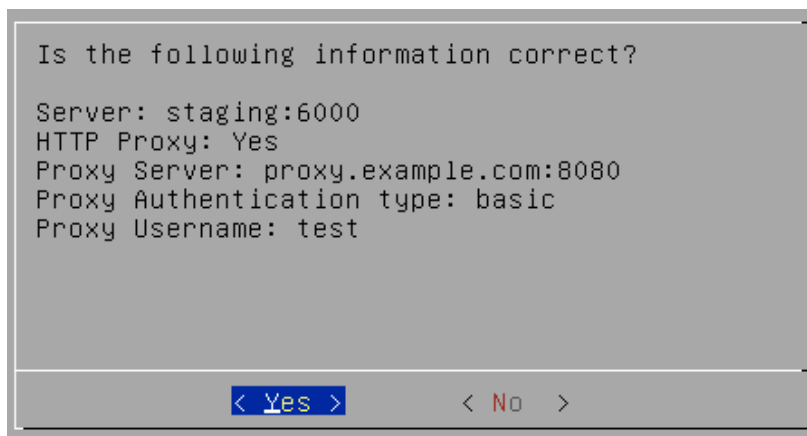 Is the following information correct?
Server: staging:6000
HTTP Proxy: Yes
Proxy Server: proxy.example.com:8080
Proxy Authentication type: basic
Proxy Username: test
< Yes > < No >